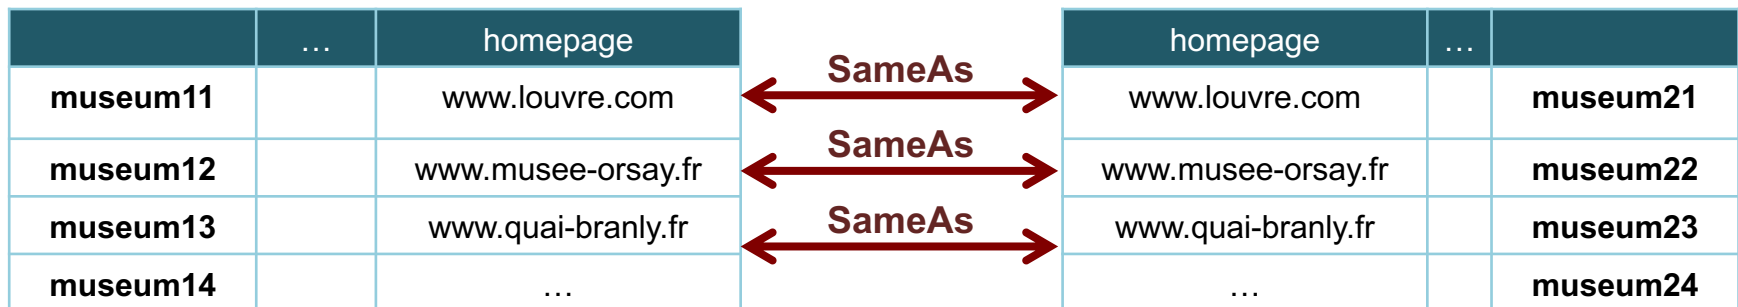 … homepage homepage …
SameAs
museum11 www.louvre.com www.louvre.com museum21
SameAs
museum12 www.musee-orsay.fr www.musee-orsay.fr museum22
SameAs
museum13 www.quai-branly.fr www.quai-branly.fr museum23
museum14 … … museum24